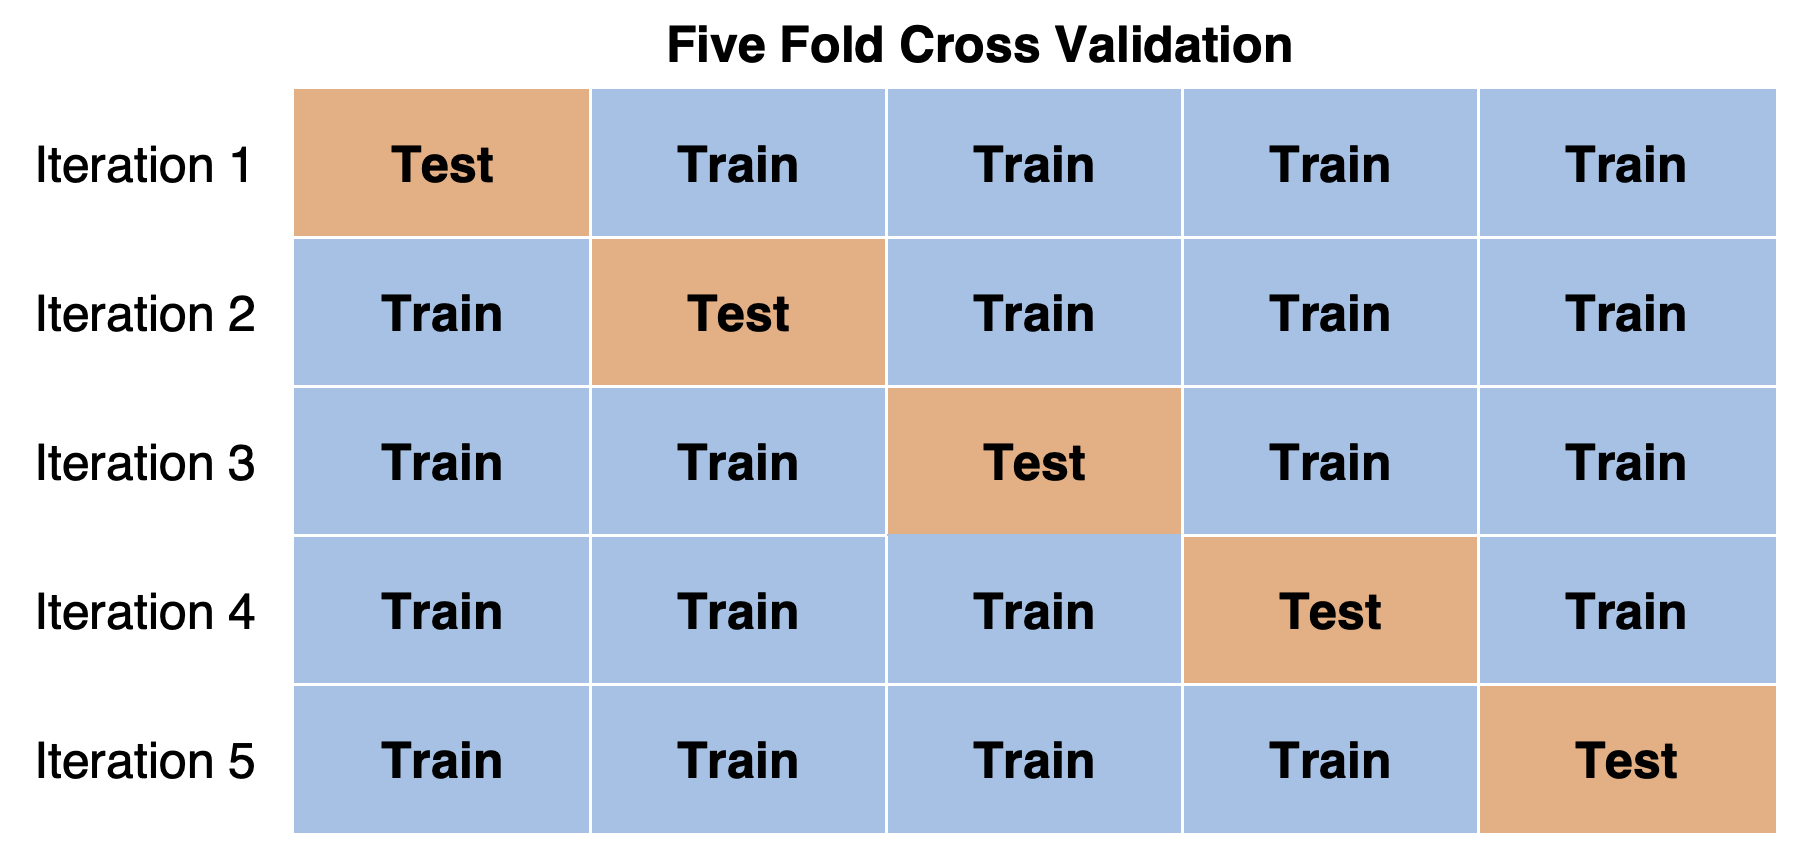 Five Fold Cross Validation
Iteration 1 Test Train Train Train Train
Iteration 2 Train Test Train Train Train
Iteration 3 Train Train Test Train Train
Iteration 4 Train Train Train Test Train
Iteration 5 Train Train Train Train Test